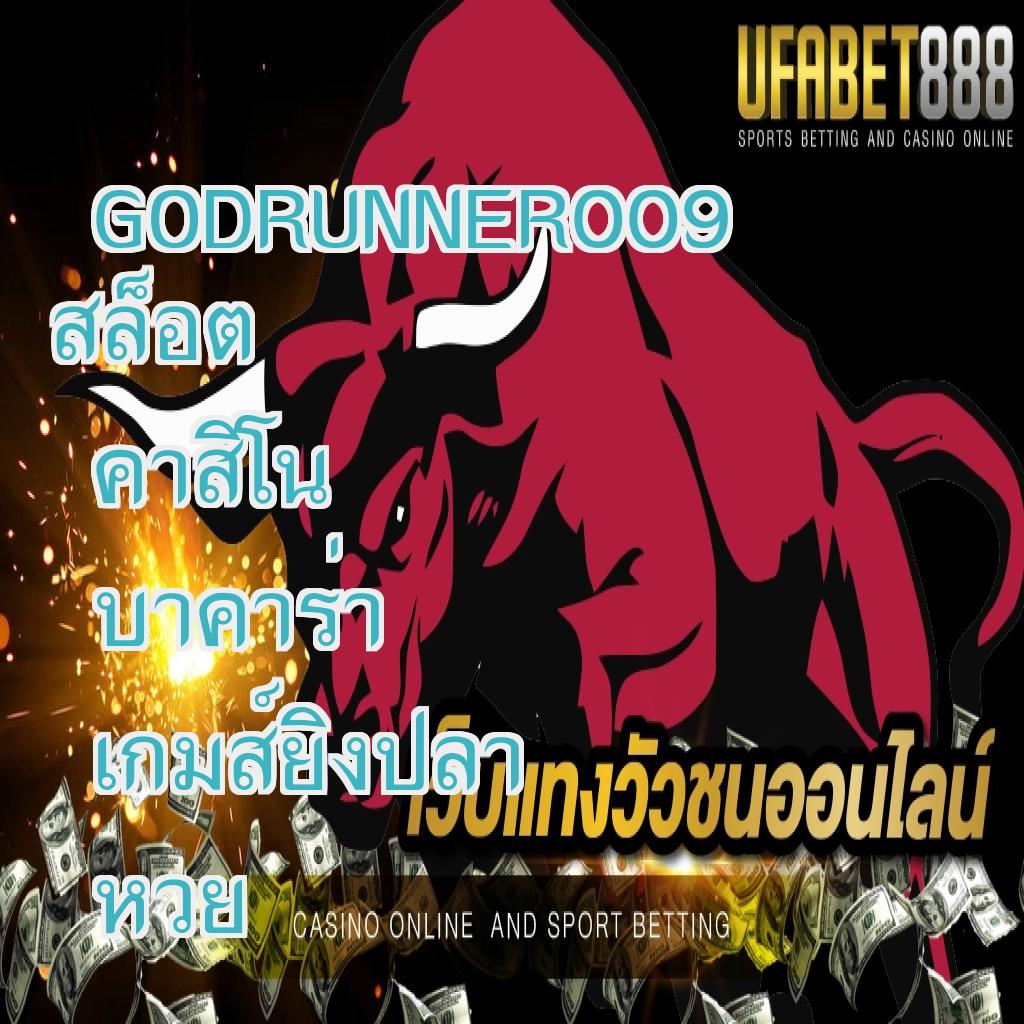 UFABET888
SPORTS BETTING AND CASINO ONLINE
GODRUNNER009
สล็อต
คาสิโน
บาคาร่า
เกมส์ยิงปลา
เว็บแทงวัวชนออนไลน์
หวย
CASINO ONLINE AND SPORT BETTING